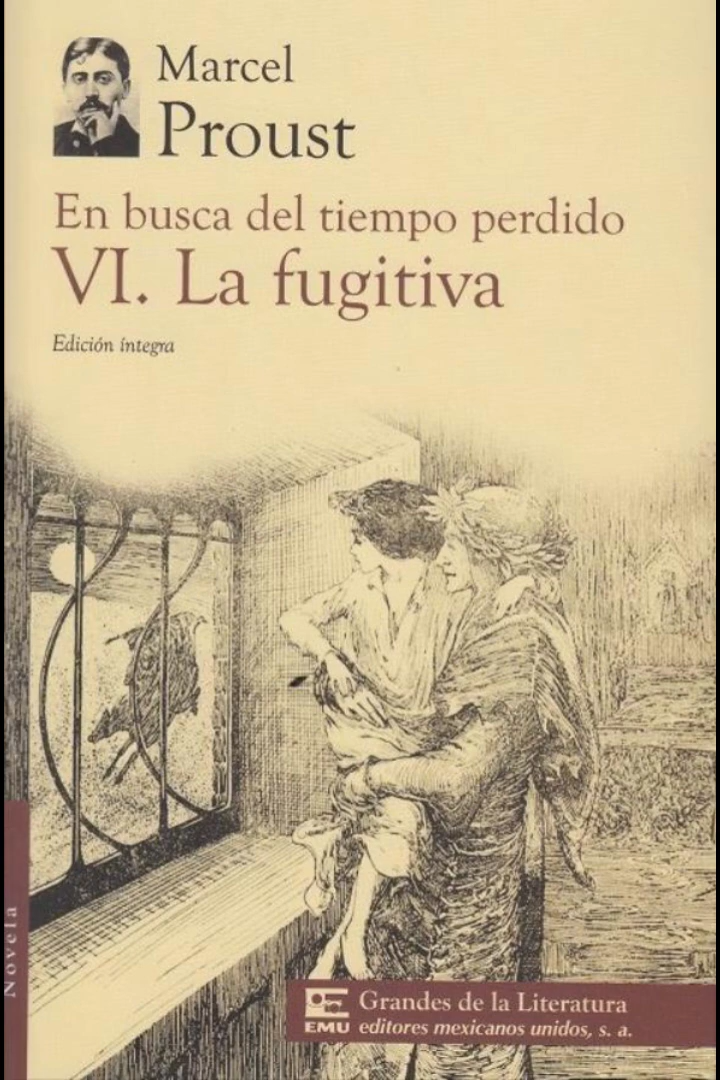 Marcel
Proust
En busca del tiempo perdido
VI. La fugitiva
Edición íntegra
Novela
Grandes de la Literatura
EMU editores mexicanos unidos, s. a.